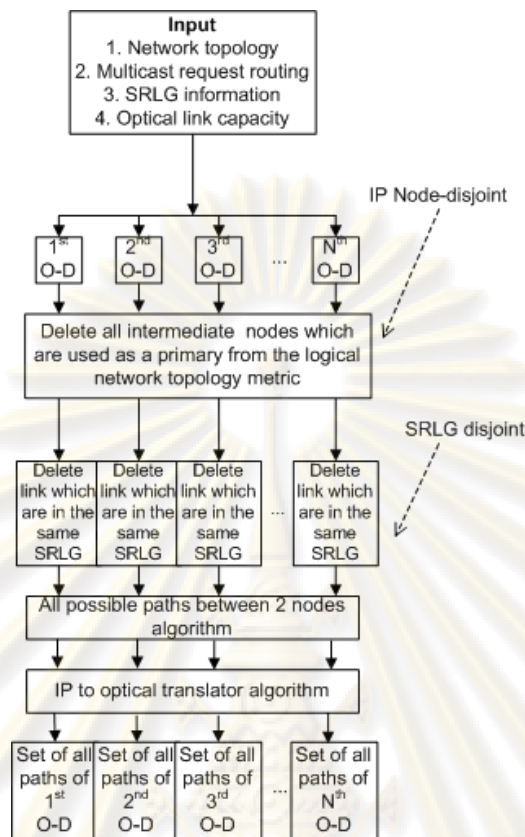 Input
1. Network topology
2. Multicast request routing
3. SRLG information
4. Optical link capacity
IP Node-disjoint
1st
O-D
2nd
O-D
3rd
O-D
...
Nth
O-D
Delete all intermediate nodes which
are used as a primary from the logical
network topology metric
SRLG disjoint
Delete
link which
are in the
same
SRLG
Delete
link which
are in the
same
SRLG
Delete
link which
are in the
same
SRLG
...
Delete
link which
are in the
same
SRLG
All possible paths between 2 nodes
algorithm
IP to optical translator algorithm
Set of all
paths of
1st
O-D
Set of all
paths of
2nd
O-D
Set of all
paths of
3rd
O-D
...
Set of all
paths of
Nth
O-D